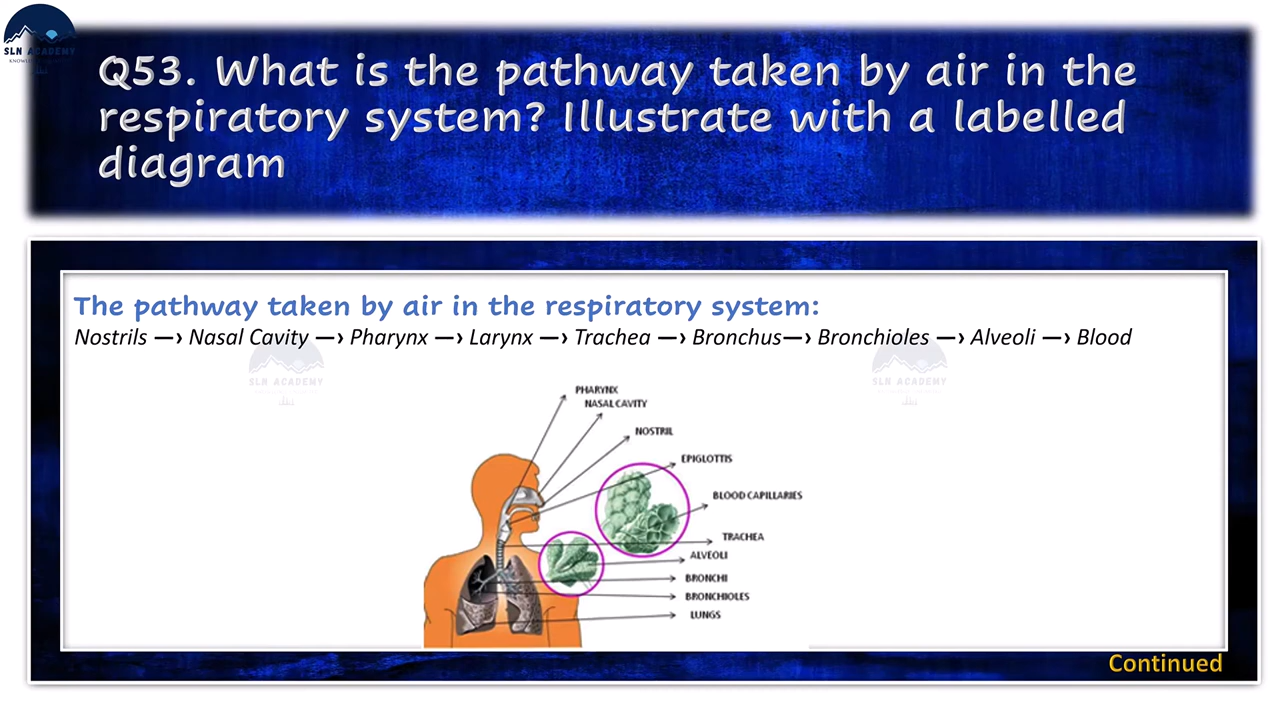 SLN ACADEMY
Q53. What is the pathway taken by air in the
respiratory system? Illustrate with a labelled
diagram
The pathway taken by air in the respiratory system:
Nostrils —› Nasal Cavity —› Pharynx —› Larynx —› Trachea —› Bronchus—› Bronchioles —› Alveoli —› Blood
SLN ACADEMY
SLN ACADEMY
PHARYNX
NASAL CAVITY
NOSTRIL
EPIGLOTTIS
BLOOD CAPILLARIES
TRACHEA
ALVEOLI
BRONCHI
BRONCHIOLES
LUNGS
Continued